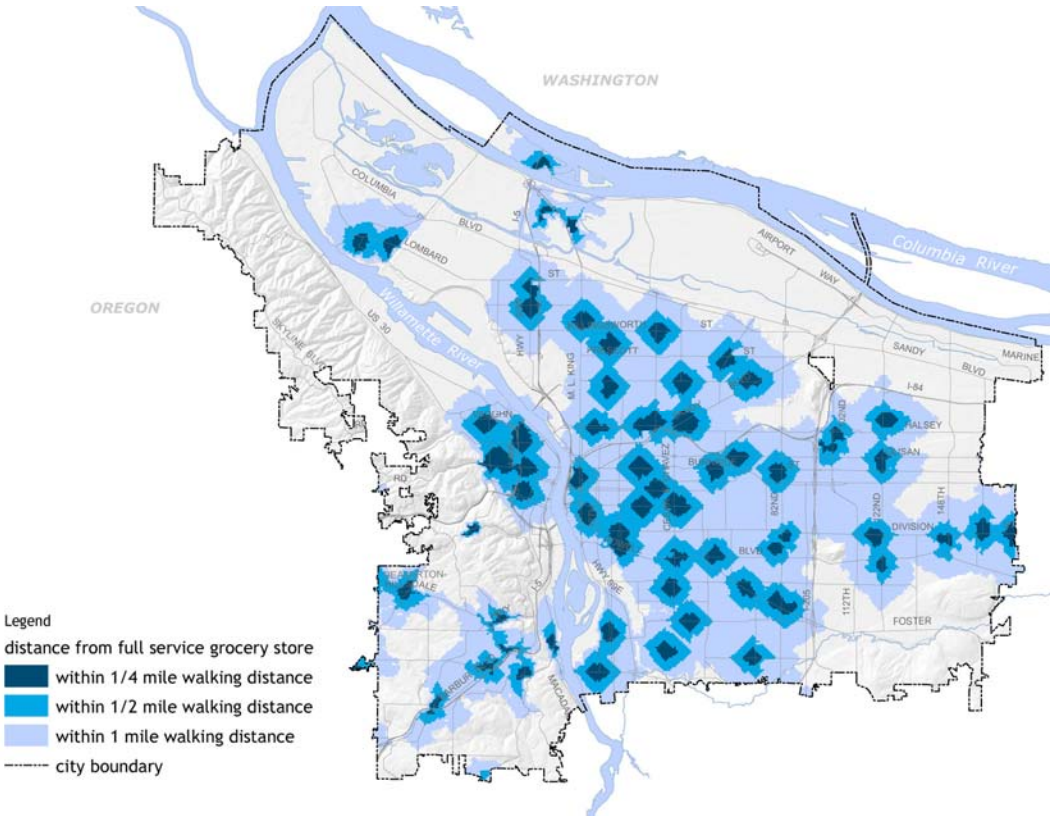 WASHINGTON
COLUMBIA
BLVD
I-5
LOMBARD
ST
AIRPORT
WAY
Columbia River
OREGON
US 30
Willamette River
SKYLINE BLVD
HWY
M. L. KING
ST
ST
SANDY
BLVD
MARINE
I-84
HALSEY
82ND
122ND
148TH
DIVISION
BLVD
RD
I-5
HWY 99E
I-205
112TH
FOSTER
MACADAM
Legend
distance from full service grocery store
within 1/4 mile walking distance
within 1/2 mile walking distance
within 1 mile walking distance
city boundary